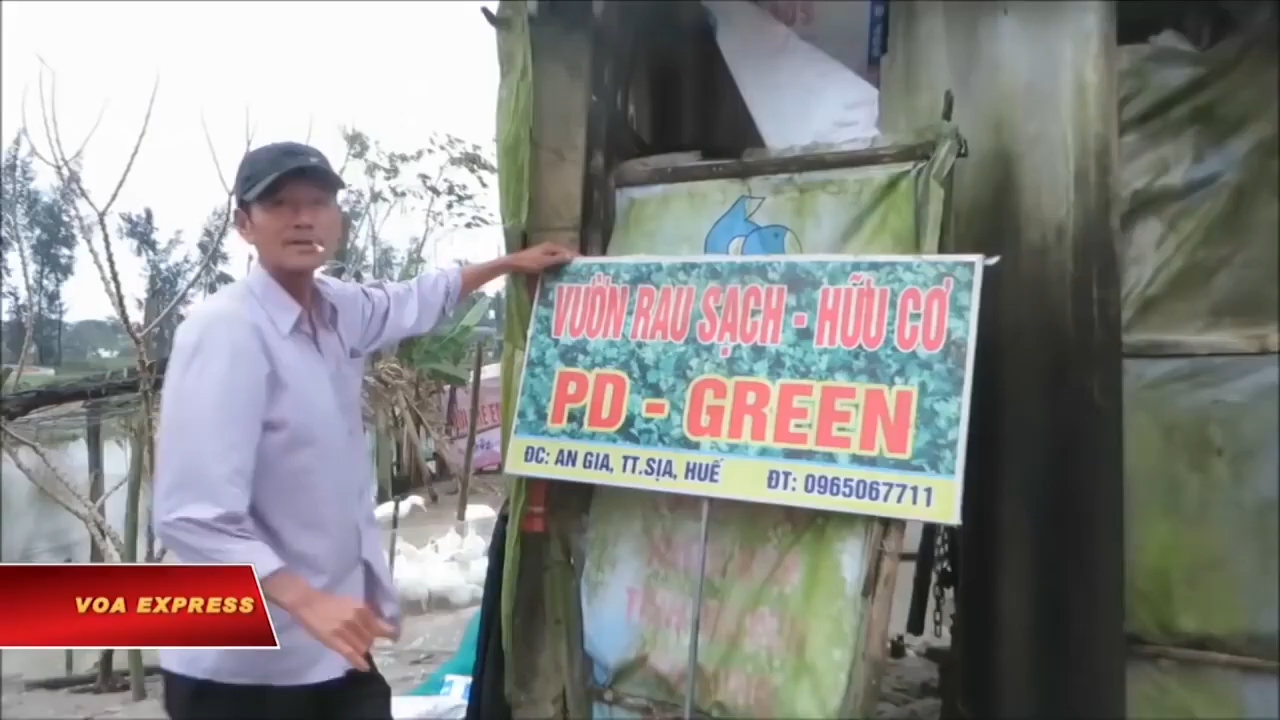 VƯỜN RAU SẠCH - HỮU CƠ
PD - GREEN
ĐC: AN GIA, TT.SỊA, HUẾ ĐT: 0965067711
VOA EXPRESS